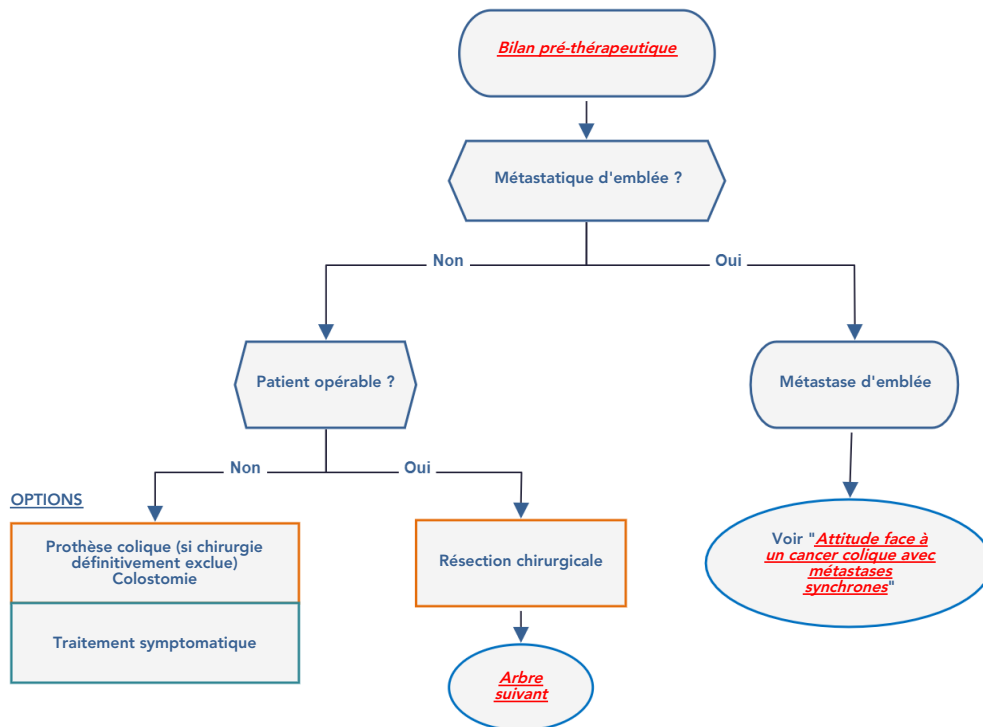 Bilan pré-thérapeutique
Métastatique d'emblée ?
Non
Oui
Patient opérable ?
Métastase d'emblée
Non
Oui
OPTIONS
Prothèse colique (si chirurgie
définitivement exclue)
Colostomie
Traitement symptomatique
Résection chirurgicale
Voir "Attitude face à
un cancer colique avec
métastases
synchrones"
Arbre
suivant